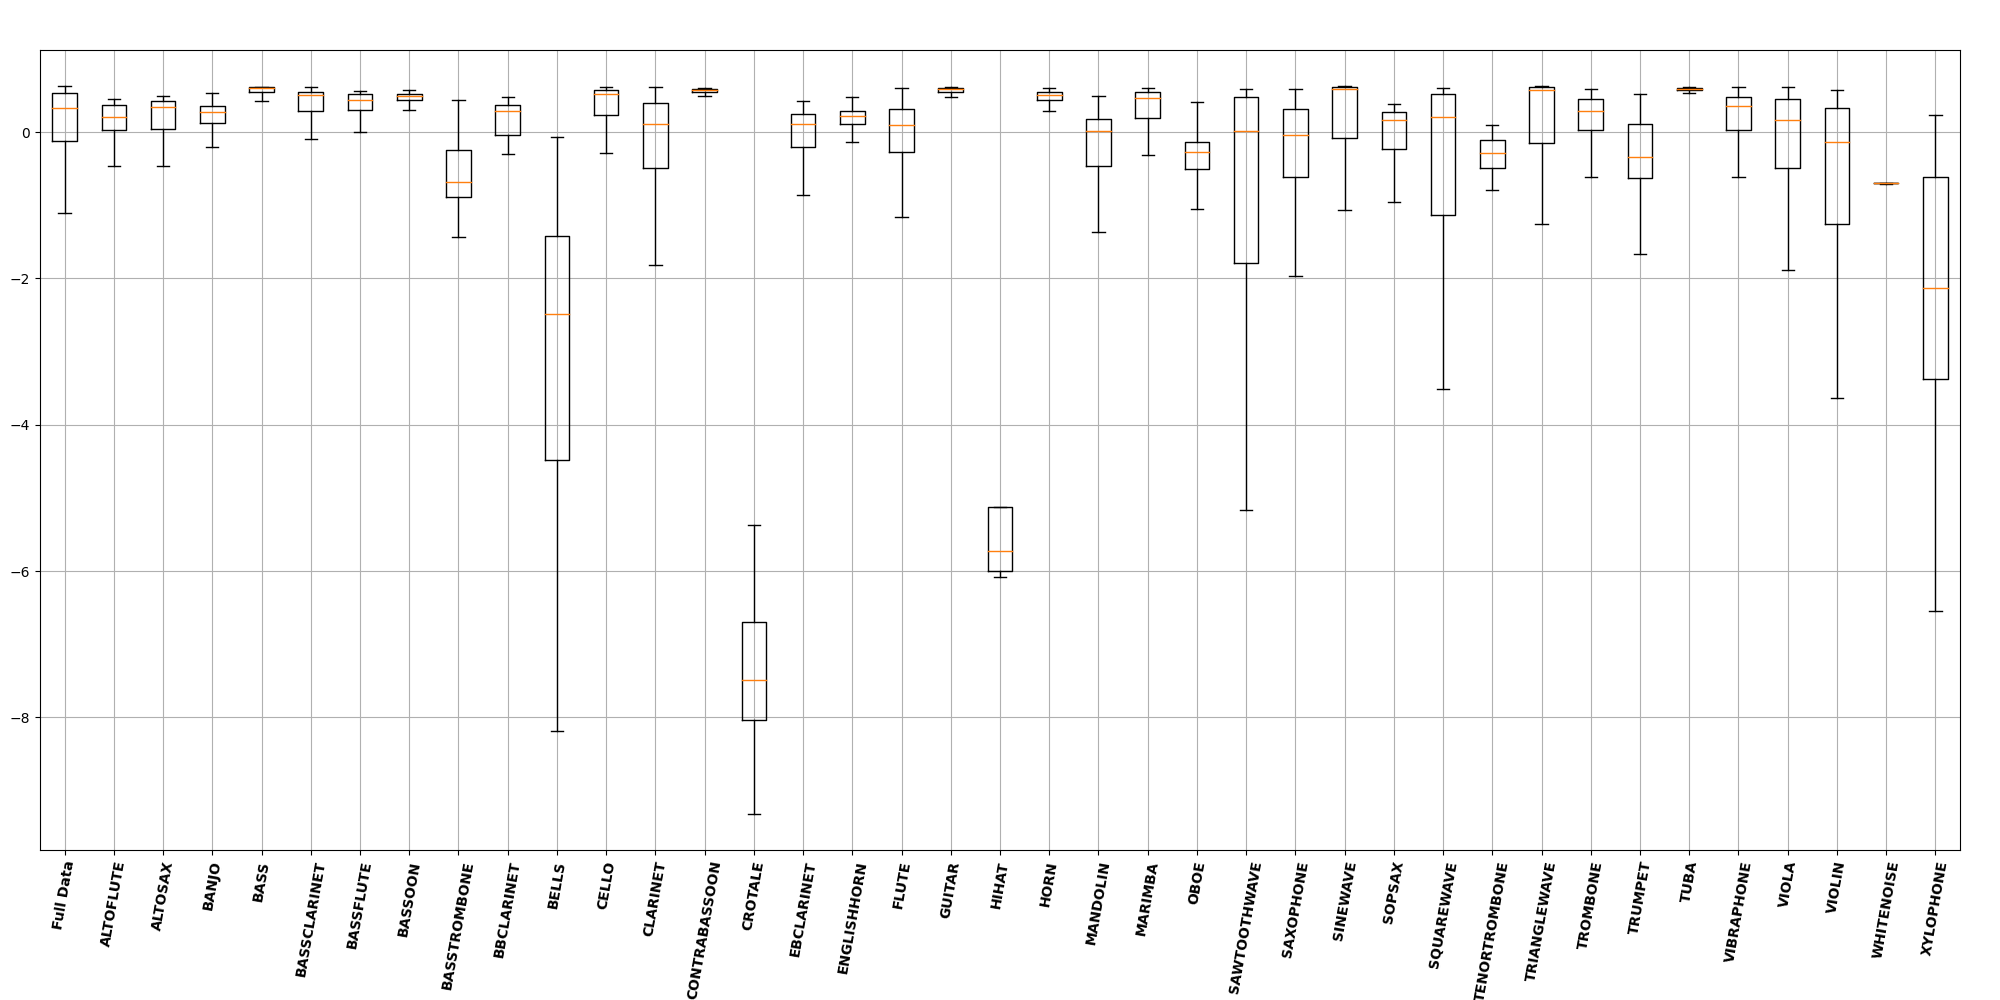 0
−2
−4
−6
−8
Full Data
ALTOFLUTE
ALTOSAX
BANJO
BASS
BASSCLARINET
BASSFLUTE
BASSOON
BASSTROMBONE
BBCLARINET
BELLS
CELLO
CLARINET
CONTRABASSOON
CROTALE
EBCLARINET
ENGLISHHORN
FLUTE
GUITAR
HIHAT
HORN
MANDOLIN
MARIMBA
OBOE
SAWTOOTHWAVE
SAXOPHONE
SINEWAVE
SOPSAX
SQUAREWAVE
TENORTROMBONE
TRIANGLEWAVE
TROMBONE
TRUMPET
TUBA
VIBRAPHONE
VIOLA
VIOLIN
WHITENOISE
XYLOPHONE